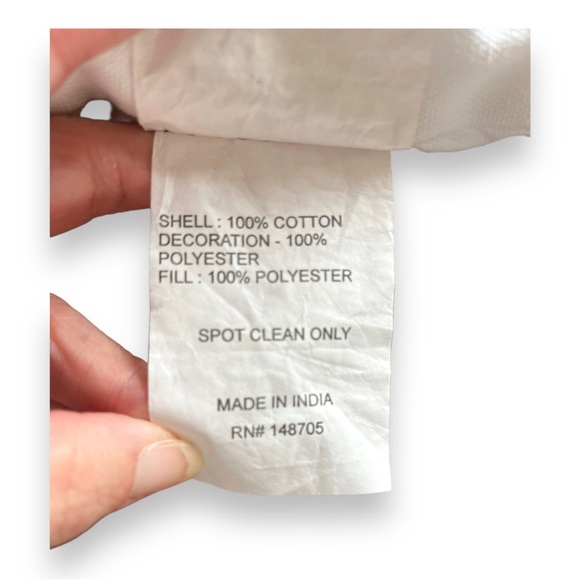 SHELL : 100% COTTON
DECORATION - 100%
POLYESTER
FILL : 100% POLYESTER
SPOT CLEAN ONLY
MADE IN INDIA
RN# 148705